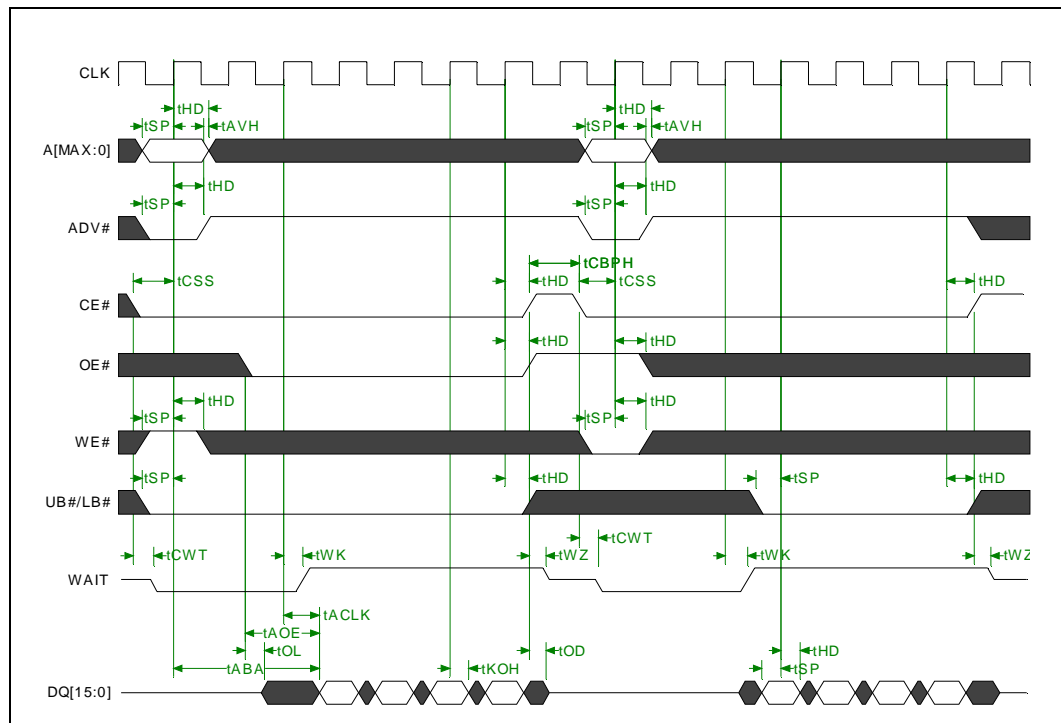 CLK
tHD tHD
tSP tAVH tSP tAVH
A[MAX:0]
tHD tHD
tSP tSP
ADV#
tCBPH
tCSS tHD tCSS tHD
CE#
tHD tHD
OE#
tHD tHD
tSP tSP
WE#
tSP tHD tSP tHD
UB#/LB#
tCWT
tCWT tWK tWZ tWK tWZ
WAIT
tACLK
tAOE
tOL tOD tHD
tABA tKOH tSP
DQ[15:0]